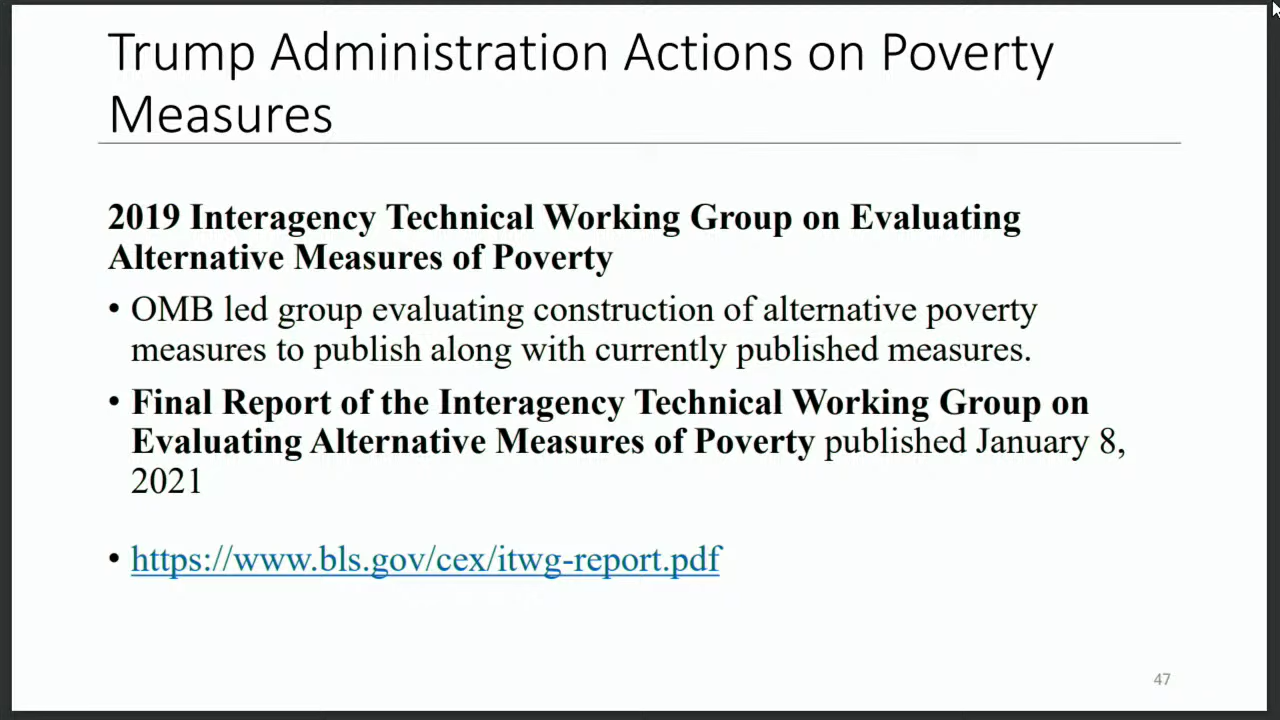 Trump Administration Actions on Poverty
Measures
2019 Interagency Technical Working Group on Evaluating
Alternative Measures of Poverty
• OMB led group evaluating construction of alternative poverty
measures to publish along with currently published measures.
• Final Report of the Interagency Technical Working Group on
Evaluating Alternative Measures of Poverty published January 8,
2021
• https://www.bls.gov/cex/itwg-report.pdf
47